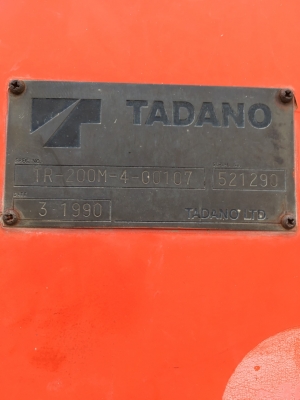 TADANO
TR-200M-4-00107 521290
3-1990
TADANO LTD.